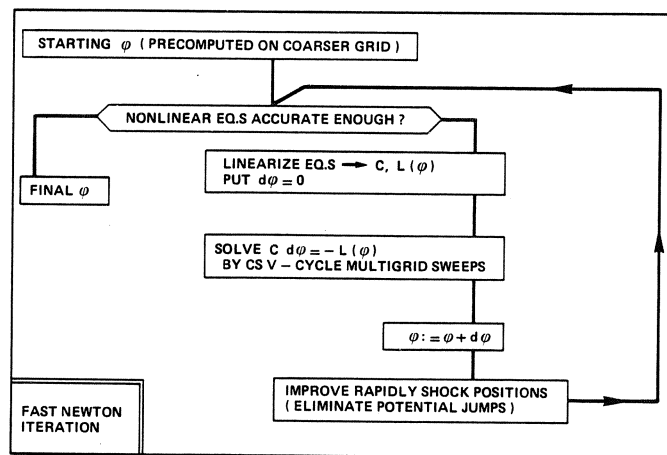 STARTING φ ( PRECOMPUTED ON COARSER GRID )
NONLINEAR EQ.S ACCURATE ENOUGH ?
LINEARIZE EQ.S → C, L ( φ )
PUT dφ = 0
FINAL φ
SOLVE C dφ = – L ( φ )
BY CS V – CYCLE MULTIGRID SWEEPS
φ : = φ + dφ
IMPROVE RAPIDLY SHOCK POSITIONS
( ELIMINATE POTENTIAL JUMPS )
FAST NEWTON
ITERATION